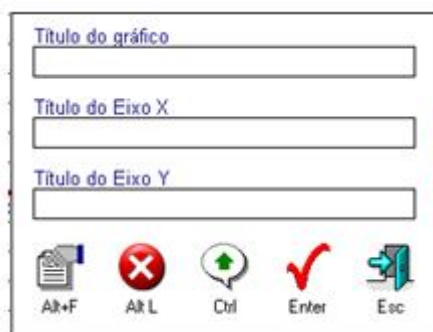 Título do gráfico
Título do Eixo X
Título do Eixo Y
Alt+F Alt L Ctrl Enter Esc